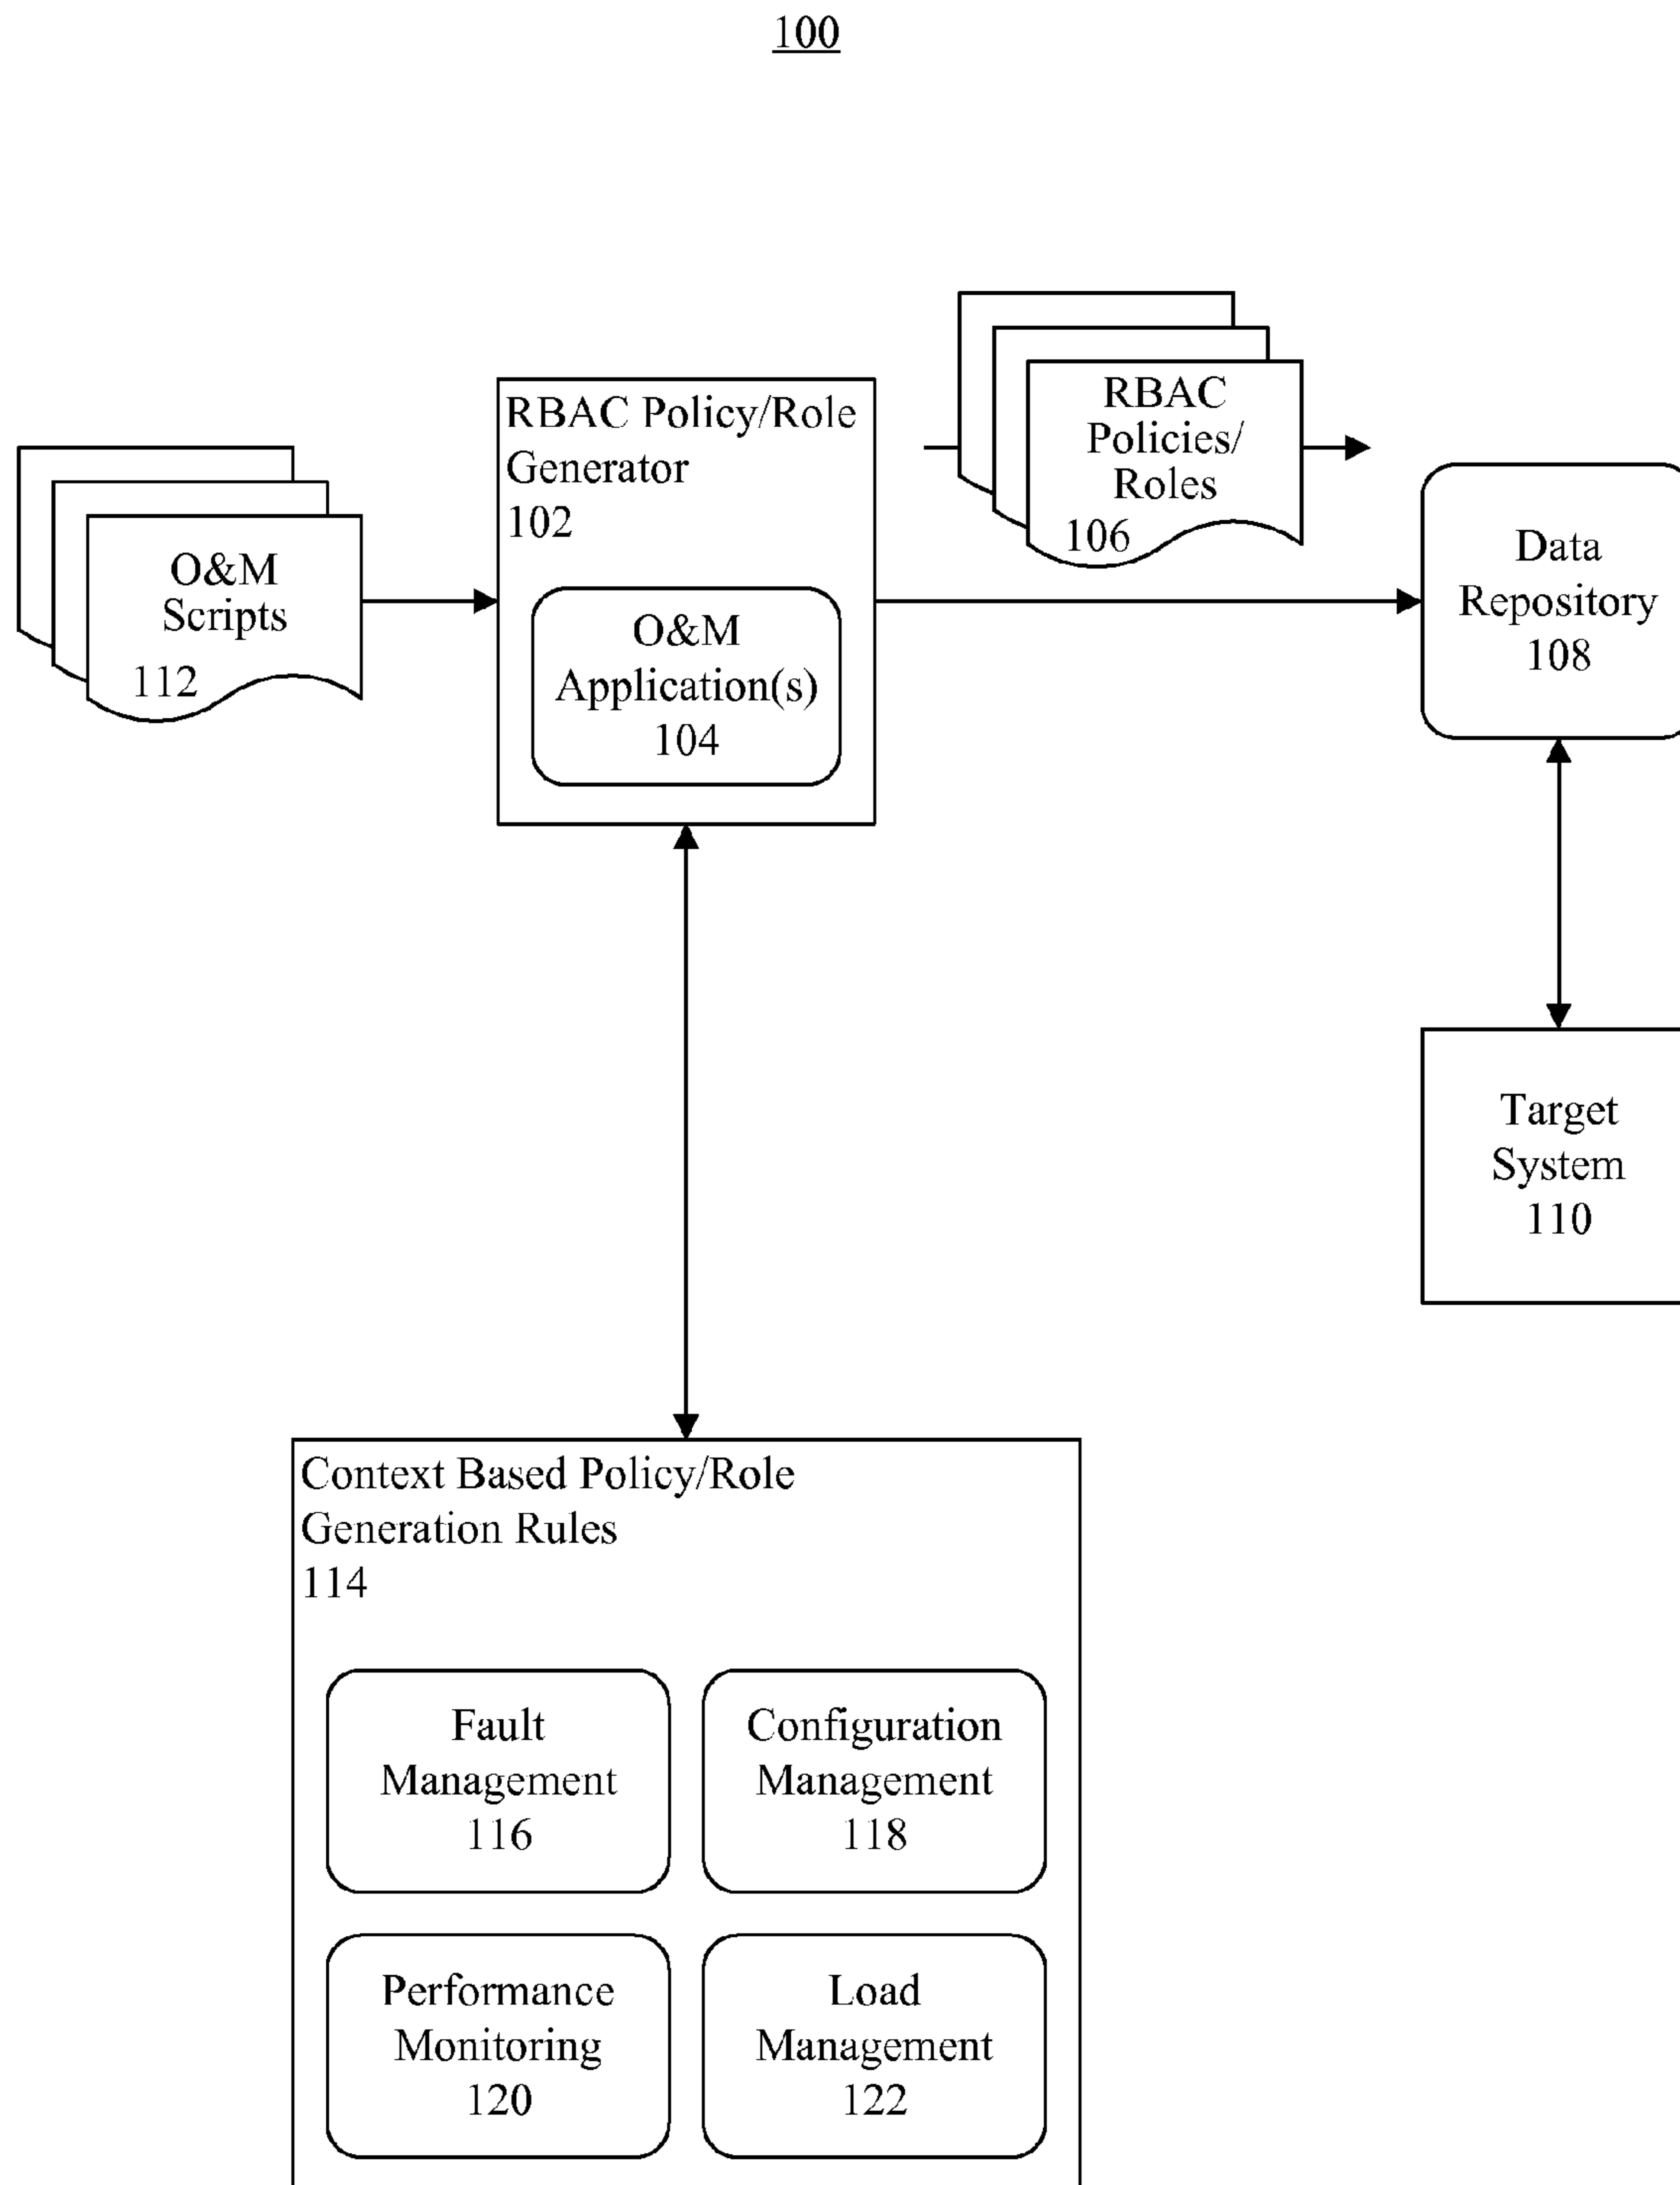 100
RBAC Policy/Role
Generator
102
RBAC
Policies/
Roles
106
O&M
Scripts
112
O&M
Application(s)
104
Data
Repository
108
Target
System
110
Context Based Policy/Role
Generation Rules
114
Fault
Management
116
Configuration
Management
118
Performance
Monitoring
120
Load
Management
122